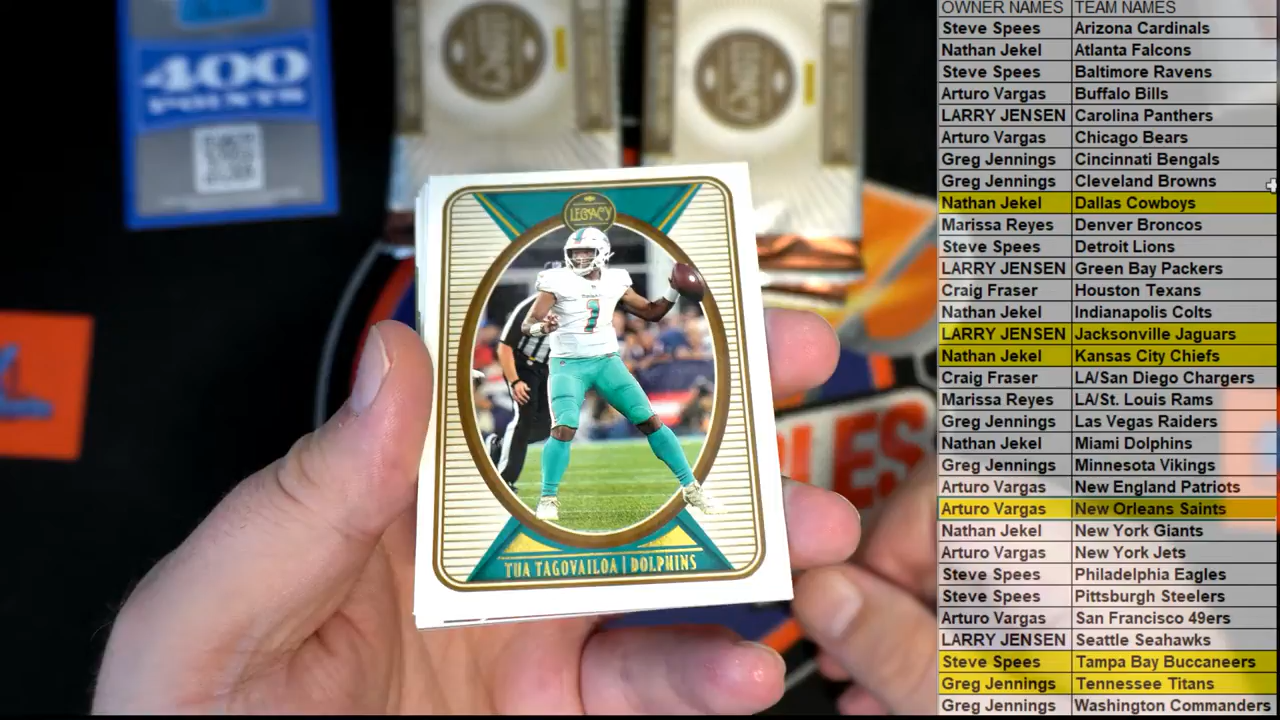 400
POINTS
LEGACY
1
TUA TAGOVAILOA | DOLPHINS
OWNER NAMES TEAM NAMES
Steve Spees Arizona Cardinals
Nathan Jekel Atlanta Falcons
Steve Spees Baltimore Ravens
Arturo Vargas Buffalo Bills
LARRY JENSEN Carolina Panthers
Arturo Vargas Chicago Bears
Greg Jennings Cincinnati Bengals
Greg Jennings Cleveland Browns
Nathan Jekel Dallas Cowboys
Marissa Reyes Denver Broncos
Steve Spees Detroit Lions
LARRY JENSEN Green Bay Packers
Craig Fraser Houston Texans
Nathan Jekel Indianapolis Colts
LARRY JENSEN Jacksonville Jaguars
Nathan Jekel Kansas City Chiefs
Craig Fraser LA/San Diego Chargers
Marissa Reyes LA/St. Louis Rams
Greg Jennings Las Vegas Raiders
Nathan Jekel Miami Dolphins
Greg Jennings Minnesota Vikings
Arturo Vargas New England Patriots
Arturo Vargas New Orleans Saints
Nathan Jekel New York Giants
Arturo Vargas New York Jets
Steve Spees Philadelphia Eagles
Steve Spees Pittsburgh Steelers
Arturo Vargas San Francisco 49ers
LARRY JENSEN Seattle Seahawks
Steve Spees Tampa Bay Buccaneers
Greg Jennings Tennessee Titans
Greg Jennings Washington Commanders